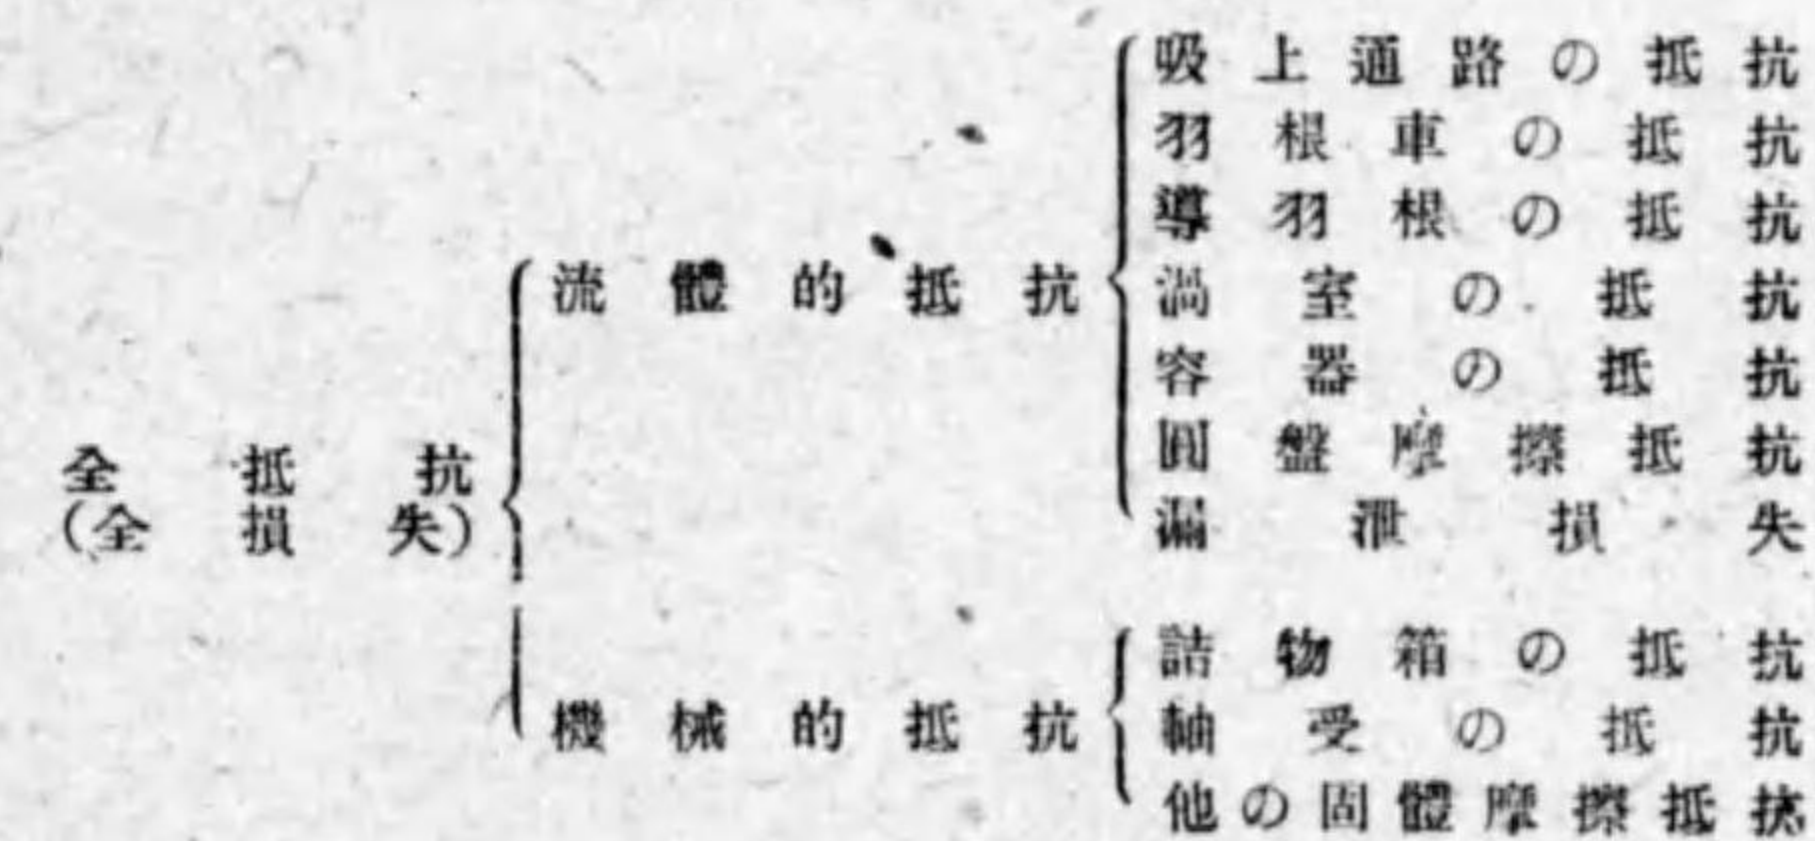 全抵抗
(全損失)
流體的抵抗
吸上通路の抵抗
羽根車の抵抗
導羽根の抵抗
渦室の抵抗
容器の抵抗
圓盤摩擦抵抗
漏泄損失
機械的抵抗
詰物箱の抵抗
軸受の抵抗
他の固體摩擦抵抗